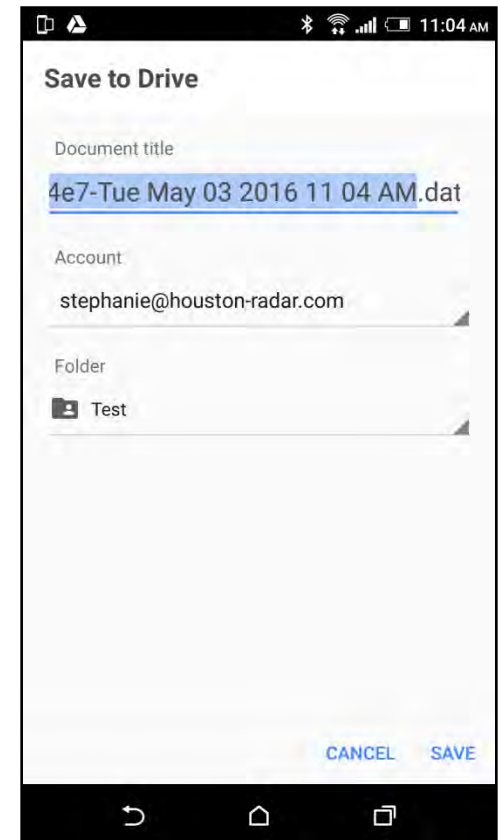 11:04 AM
Save to Drive
Document title
4e7-Tue May 03 2016 11 04 AM.dat
Account
stephanie@houston-radar.com
Folder
Test
CANCEL SAVE